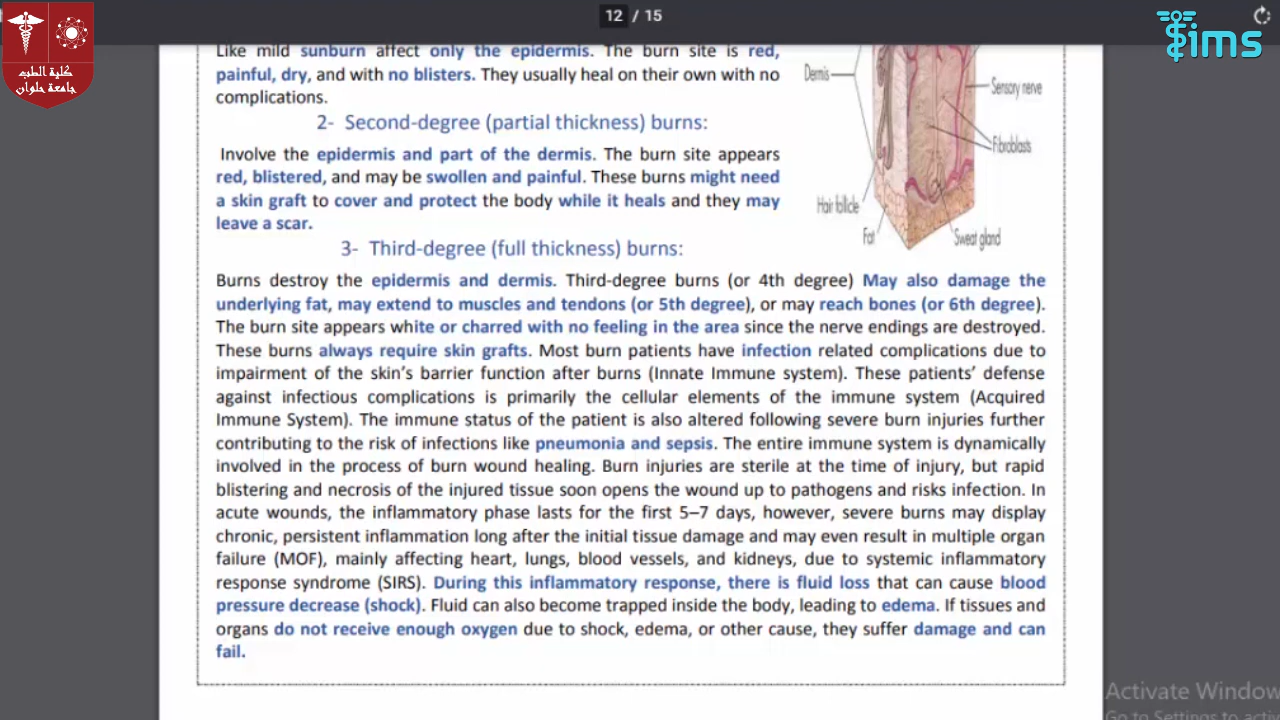 12 / 15
كلية الطب
جامعة حلوان
ims
Like mild sunburn affect only the epidermis. The burn site is red,
painful, dry, and with no blisters. They usually heal on their own with no
complications.
2- Second-degree (partial thickness) burns:
Involve the epidermis and part of the dermis. The burn site appears
red, blistered, and may be swollen and painful. These burns might need
a skin graft to cover and protect the body while it heals and they may
leave a scar.
Dermis
Sensory nerve
Fibroblasts
Hair follicle
Fat
Sweat gland
3- Third-degree (full thickness) burns:
Burns destroy the epidermis and dermis. Third-degree burns (or 4th degree) May also damage the
underlying fat, may extend to muscles and tendons (or 5th degree), or may reach bones (or 6th degree).
The burn site appears white or charred with no feeling in the area since the nerve endings are destroyed.
These burns always require skin grafts. Most burn patients have infection related complications due to
impairment of the skin's barrier function after burns (Innate Immune system). These patients' defense
against infectious complications is primarily the cellular elements of the immune system (Acquired
Immune System). The immune status of the patient is also altered following severe burn injuries further
contributing to the risk of infections like pneumonia and sepsis. The entire immune system is dynamically
involved in the process of burn wound healing. Burn injuries are sterile at the time of injury, but rapid
blistering and necrosis of the injured tissue soon opens the wound up to pathogens and risks infection. In
acute wounds, the inflammatory phase lasts for the first 5–7 days, however, severe burns may display
chronic, persistent inflammation long after the initial tissue damage and may even result in multiple organ
failure (MOF), mainly affecting heart, lungs, blood vessels, and kidneys, due to systemic inflammatory
response syndrome (SIRS). During this inflammatory response, there is fluid loss that can cause blood
pressure decrease (shock). Fluid can also become trapped inside the body, leading to edema. If tissues and
organs do not receive enough oxygen due to shock, edema, or other cause, they suffer damage and can
fail.
Activate Window
Go to Settings to activ